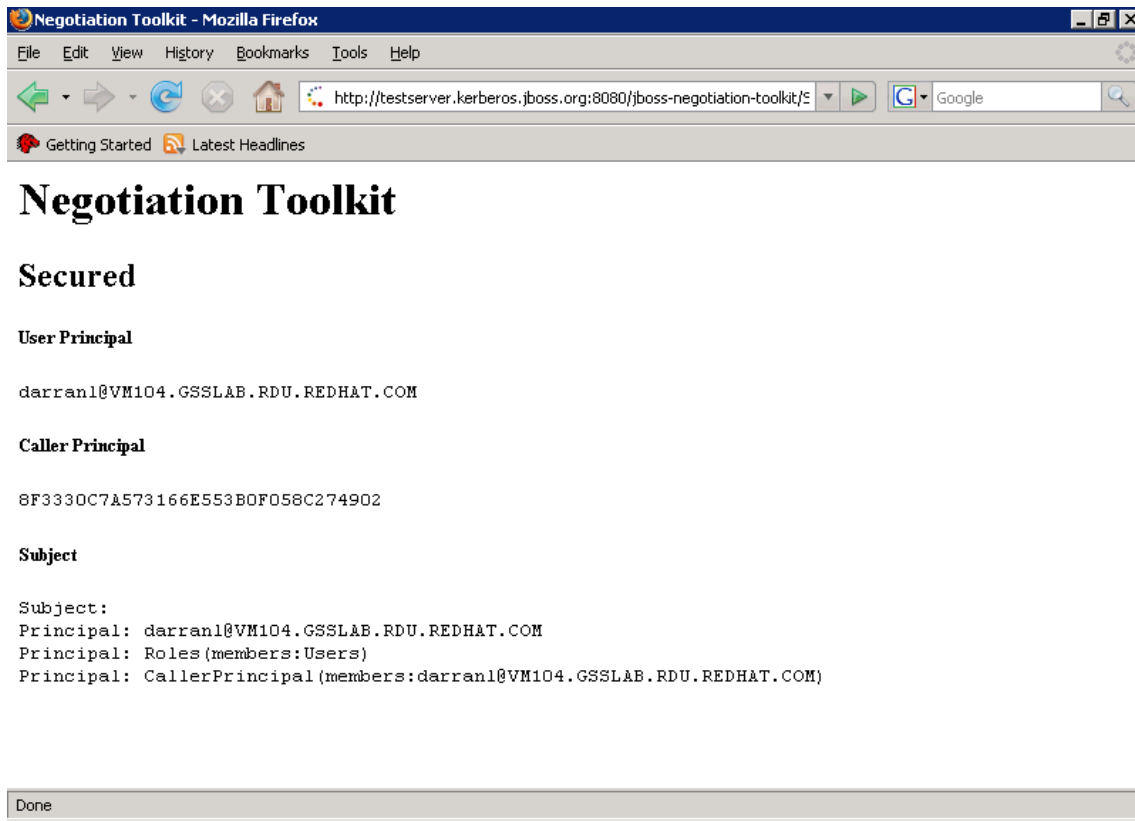 Negotiation Toolkit - Mozilla Firefox
File Edit View History Bookmarks Tools Help
http://testserver.kerberos.jboss.org:8080/jboss-negotiation-toolkit/S G Google
Getting Started Latest Headlines
Negotiation Toolkit
Secured
User Principal
darranl@VM104.GSSLAB.RDU.REDHAT.COM
Caller Principal
8F3330C7A573166E553B0F058C274902
Subject
Subject:
Principal: darranl@VM104.GSSLAB.RDU.REDHAT.COM
Principal: Roles(members:Users)
Principal: CallerPrincipal(members:darranl@VM104.GSSLAB.RDU.REDHAT.COM)
Done